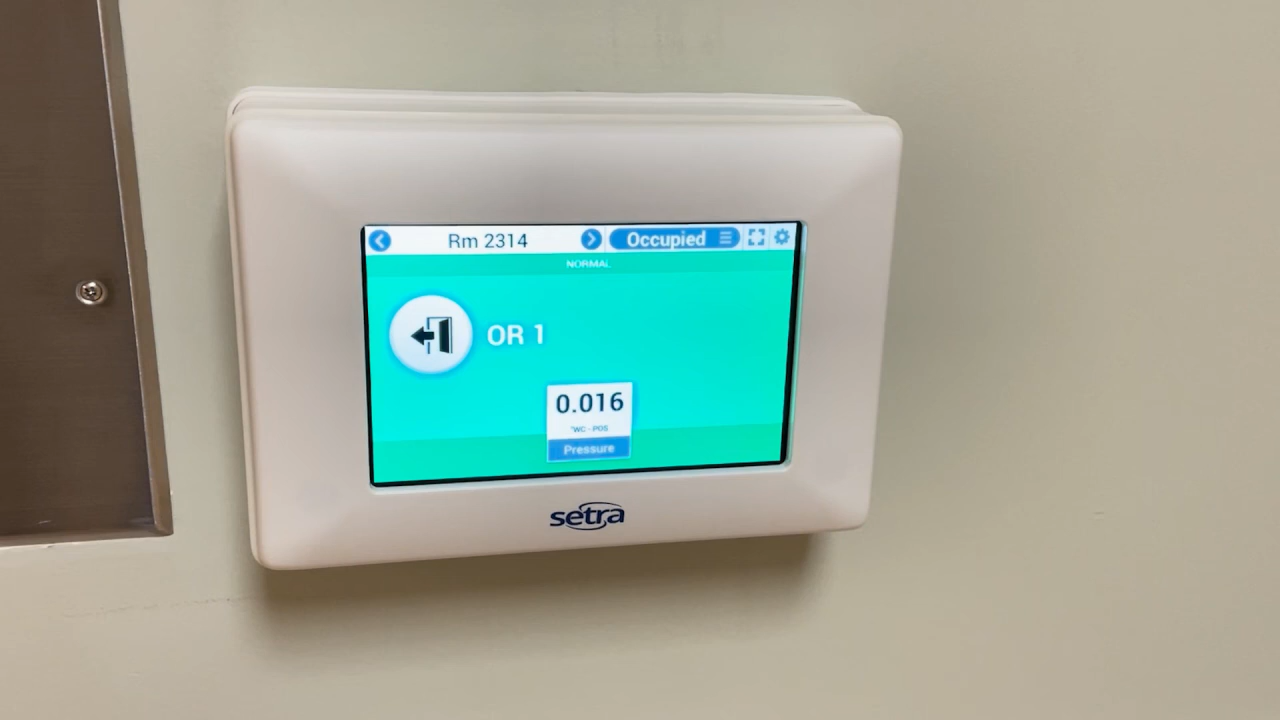 Rm 2314
Occupied
NORMAL
OR 1
0.016
"WC - POS
Pressure
setra